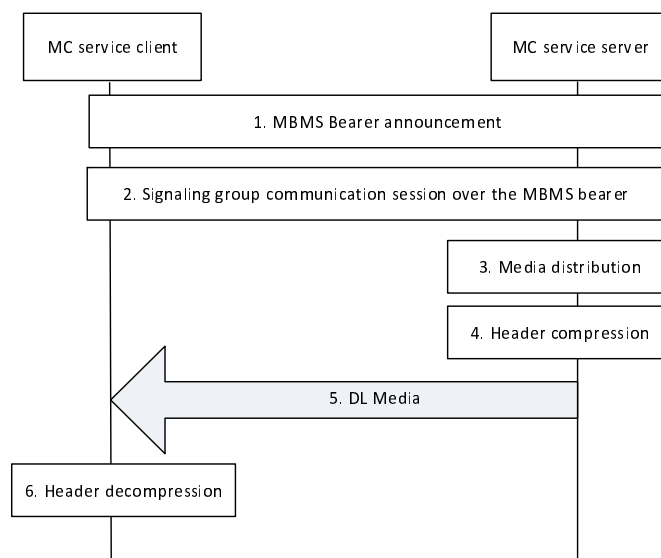 MC service client
MC service server
1. MBMS Bearer announcement
2. Signaling group communication session over the MBMS bearer
3. Media distribution
4. Header compression
5. DL Media
6. Header decompression